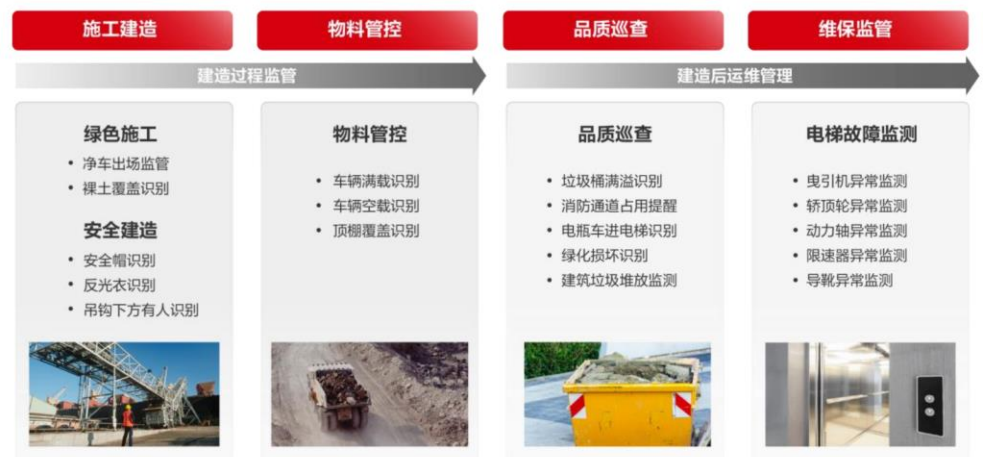 施工建造
物料管控
品质巡查
维保监管
建造过程监管
建造后运维管理
绿色施工
• 净车出场监管
• 裸土覆盖识别
安全建造
• 安全帽识别
• 反光衣识别
• 吊钩下方有人识别
物料管控
• 车辆满载识别
• 车辆空载识别
• 顶棚覆盖识别
品质巡查
• 垃圾桶满溢识别
• 消防通道占用提醒
• 电瓶车进电梯识别
• 绿化损坏识别
• 建筑垃圾堆放监测
电梯故障监测
• 曳引机异常监测
• 轿顶轮异常监测
• 动力轴异常监测
• 限速器异常监测
• 导靴异常监测